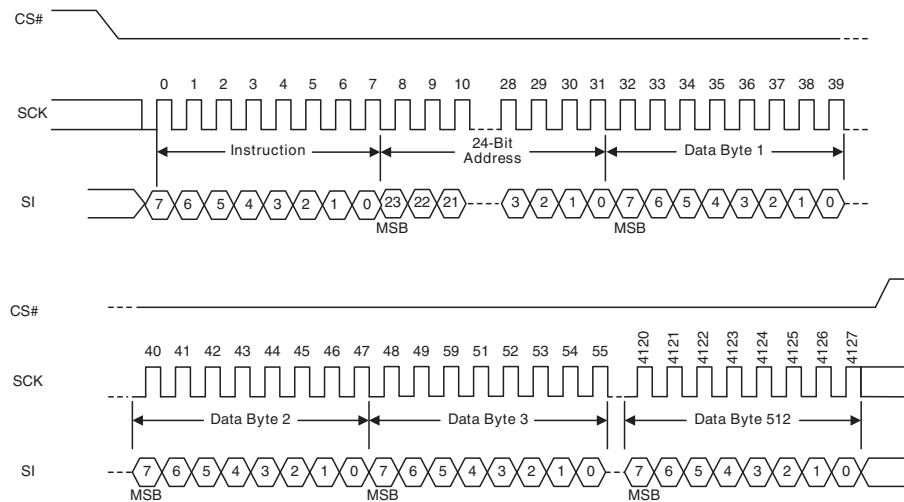 CS#
0 1 2 3 4 5 6 7 8 9 10 28 29 30 31 32 33 34 35 36 37 38 39
SCK
Instruction 24-Bit Address Data Byte 1
SI 7 6 5 4 3 2 1 0 23 22 21 3 2 1 0 7 6 5 4 3 2 1 0
MSB MSB
CS#
40 41 42 43 44 45 46 47 48 49 59 51 52 53 54 55 4120 4121 4122 4123 4124 4125 4126 4127
SCK
Data Byte 2 Data Byte 3 Data Byte 512
SI 7 6 5 4 3 2 1 0 7 6 5 4 3 2 1 0 7 6 5 4 3 2 1 0
MSB MSB MSB